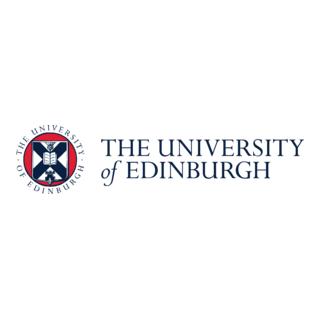 THE UNIVERSITY
OF EDINBURGH
THE UNIVERSITY
of EDINBURGH